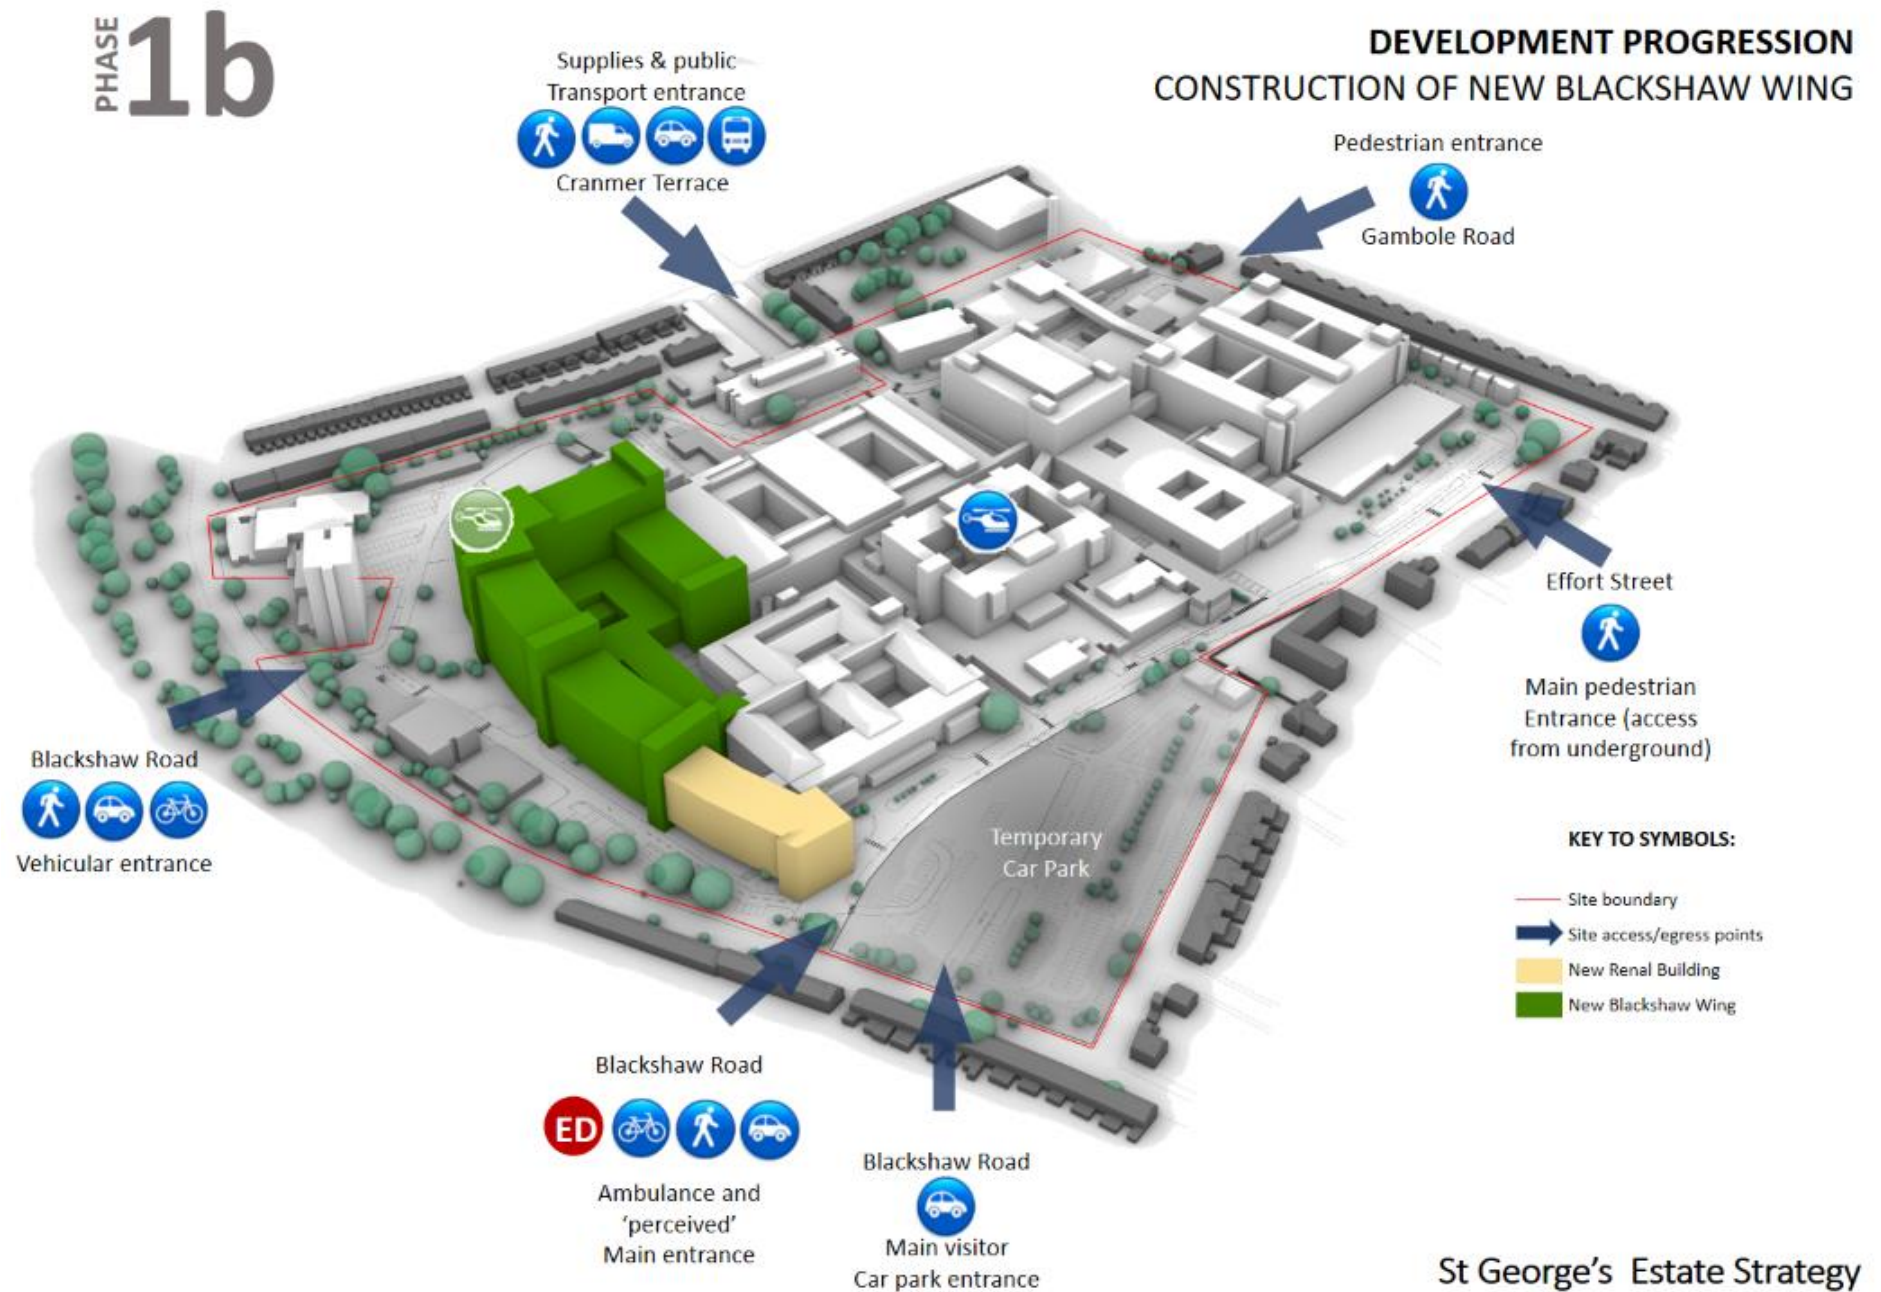 PHASE 1b
DEVELOPMENT PROGRESSION
CONSTRUCTION OF NEW BLACKSHAW WING
Supplies & public
Transport entrance
Cranmer Terrace
Pedestrian entrance
Gambole Road
Effort Street
Main pedestrian
Entrance (access
from underground)
Blackshaw Road
Vehicular entrance
Temporary
Car Park
KEY TO SYMBOLS:
Site boundary
Site access/egress points
New Renal Building
New Blackshaw Wing
Blackshaw Road
ED
Ambulance and
‘perceived’
Main entrance
Blackshaw Road
Main visitor
Car park entrance
St George’s Estate Strategy